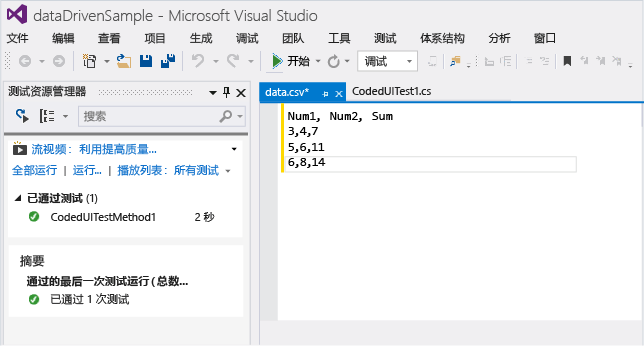 dataDrivenSample - Microsoft Visual Studio
文件 编辑 查看 项目 生成 调试 团队 工具 测试 体系结构 分析 窗口
开始 调试
测试资源管理器
data.csv*
CodedUITest1.cs
搜索
流视频：利用提高质量...
全部运行 | 运行... | 播放列表：所有测试
已通过测试 (1)
CodedUITestMethod1 2 秒
摘要
通过的最后一次测试运行 ( 总数...
已通过 1 次测试
Num1, Num2, Sum
3,4,7
5,6,11
6,8,14